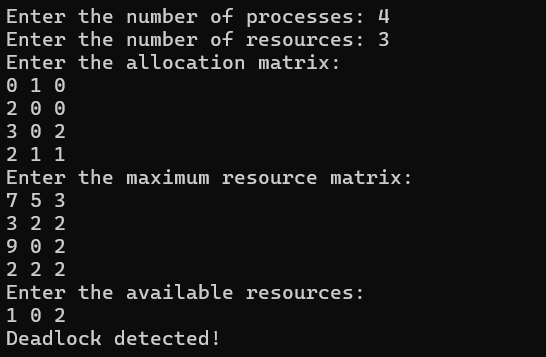 Enter the number of processes: 4
Enter the number of resources: 3
Enter the allocation matrix:
0 1 0
2 0 0
3 0 2
2 1 1
Enter the maximum resource matrix:
7 5 3
3 2 2
9 0 2
2 2 2
Enter the available resources:
1 0 2
Deadlock detected!